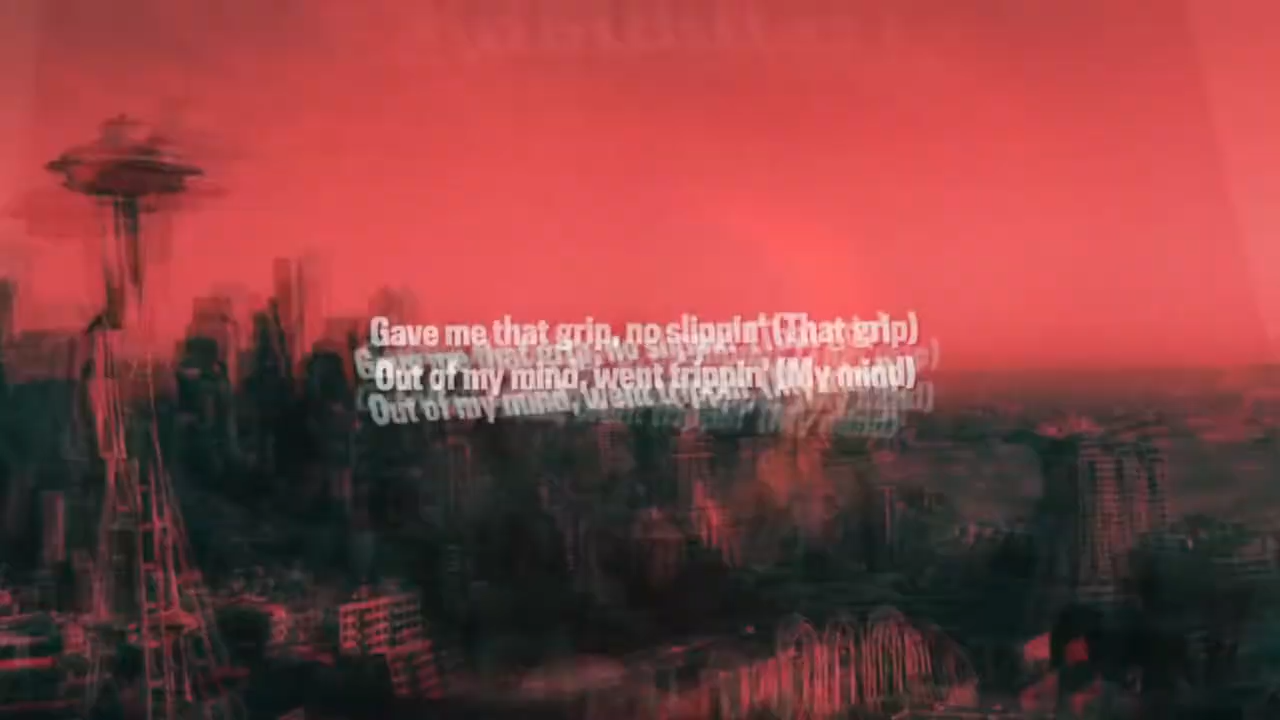 Gave me that grip, no slippin' (That grip)
Out of my mind, went trippin' (My mind)